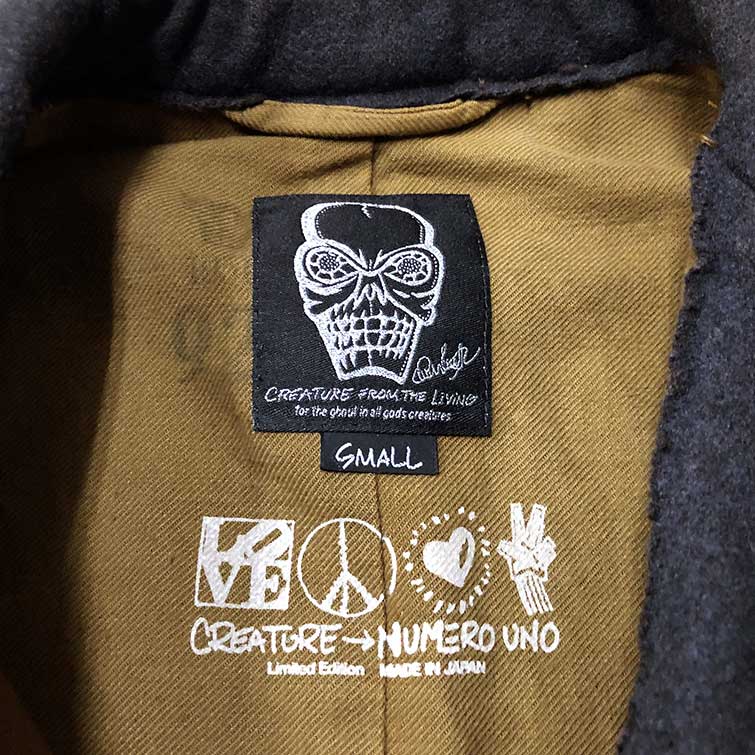 CREATURE FROM THE LIVING
for the ghoul in all gods creatures
SMALL
LO
VE
CREATURE → NUMERO UNO
Limited Edition MADE IN JAPAN